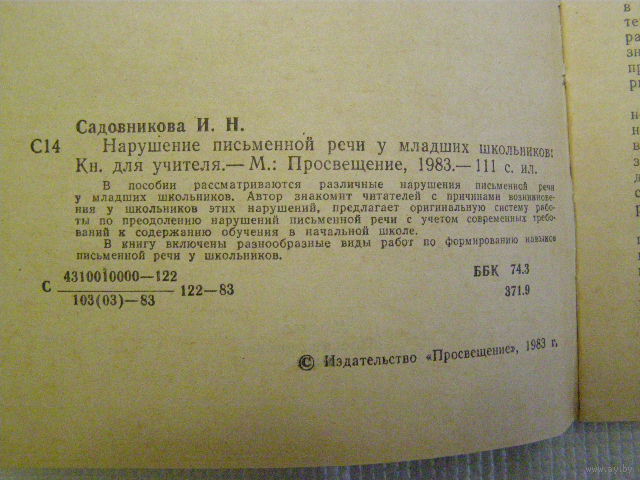 Садовникова И. Н.
С14 Нарушение письменной речи у младших школьников:
Кн. для учителя.— М.: Просвещение, 1983.— 111 с. ил.
В пособии рассматриваются различные нарушения письменной речи
у младших школьников. Автор знакомит читателей с причинами возникнове-
ния у школьников этих нарушений, предлагает оригинальную систему рабо-
ты по преодолению нарушений письменной речи с учетом современных требо-
ваний к содержанию обучения в начальной школе.
В книгу включены разнообразные виды работ по формированию навыков
письменной речи у школьников.
С 4310010000—122
103(03)—83 122—83
ББК 74.3
371.9
© Издательство «Просвещение», 1983 г.
www.ay.by